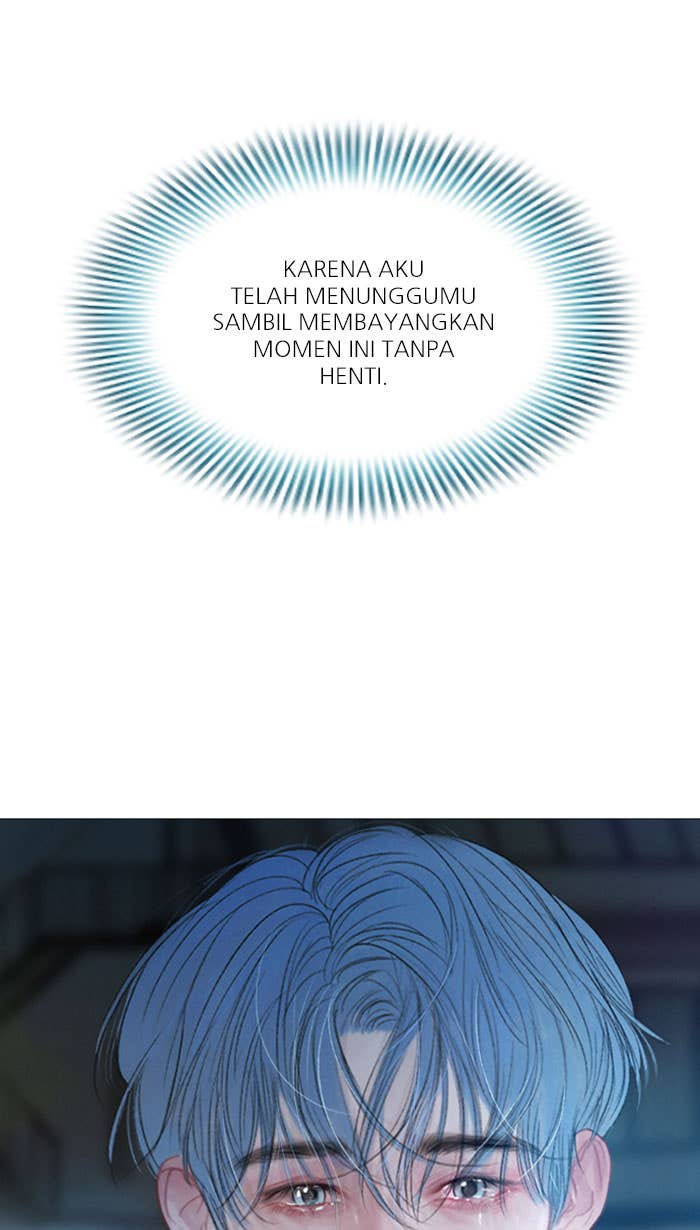 KARENA AKU
TELAH MENUNGGUMU
SAMBIL MEMBAYANGKAN
MOMEN INI TANPA
HENTI.